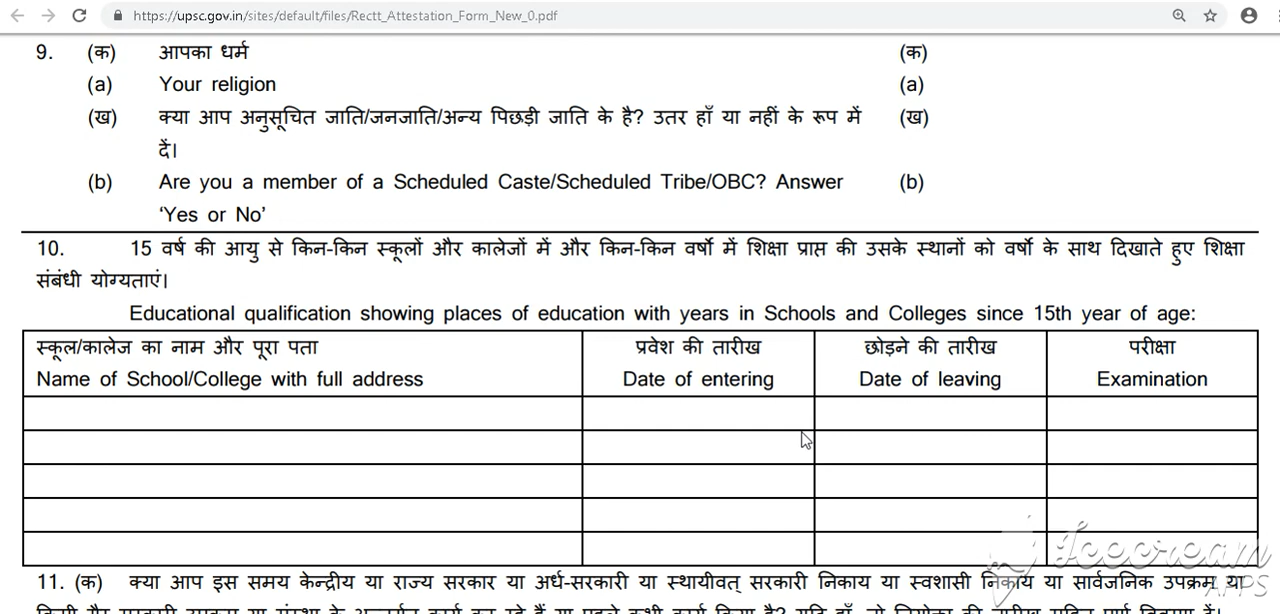 https://upsc.gov.in/sites/default/files/Rectt_Attestation_Form_New_0.pdf
9. (क) आपका धर्म (क)
(a) Your religion (a)
(ख) क्या आप अनुसूचित जाति/जनजाति/अन्य पिछड़ी जाति के है? उतर हाँ या नहीं के रूप में (ख)
दें।
(b) Are you a member of a Scheduled Caste/Scheduled Tribe/OBC? Answer (b)
‘Yes or No’
10. 15 वर्ष की आयु से किन-किन स्कूलों और कालेजों में और किन-किन वर्षो में शिक्षा प्राप्त की उसके स्थानों को वर्षो के साथ दिखाते हुए शिक्षा
संबंधी योग्यताएं।
Educational qualification showing places of education with years in Schools and Colleges since 15th year of age:
स्कूल/कालेज का नाम और पूरा पता प्रवेश की तारीख छोड़ने की तारीख परीक्षा
Name of School/College with full address Date of entering Date of leaving Examination
11. (क) क्या आप इस समय केन्द्रीय या राज्य सरकार या अर्ध-सरकारी या स्थायीवत् सरकारी निकाय या स्वशासी निकाय या सार्वजनिक उपक्रम या
Icecream
APPS